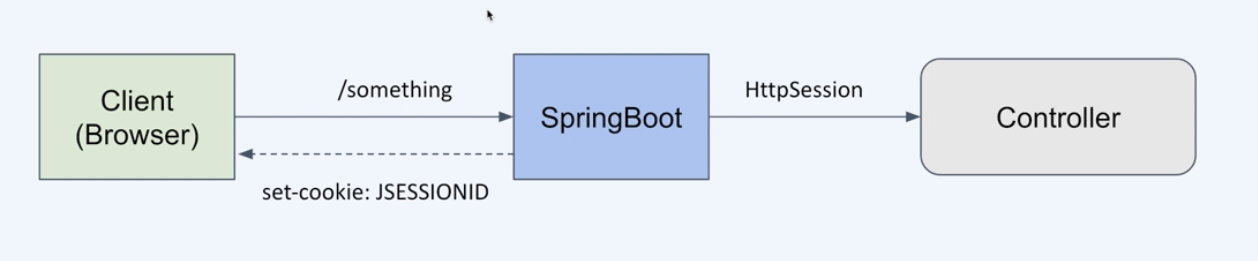 Client
(Browser)
/something
SpringBoot
HttpSession
Controller
set-cookie: JSESSIONID